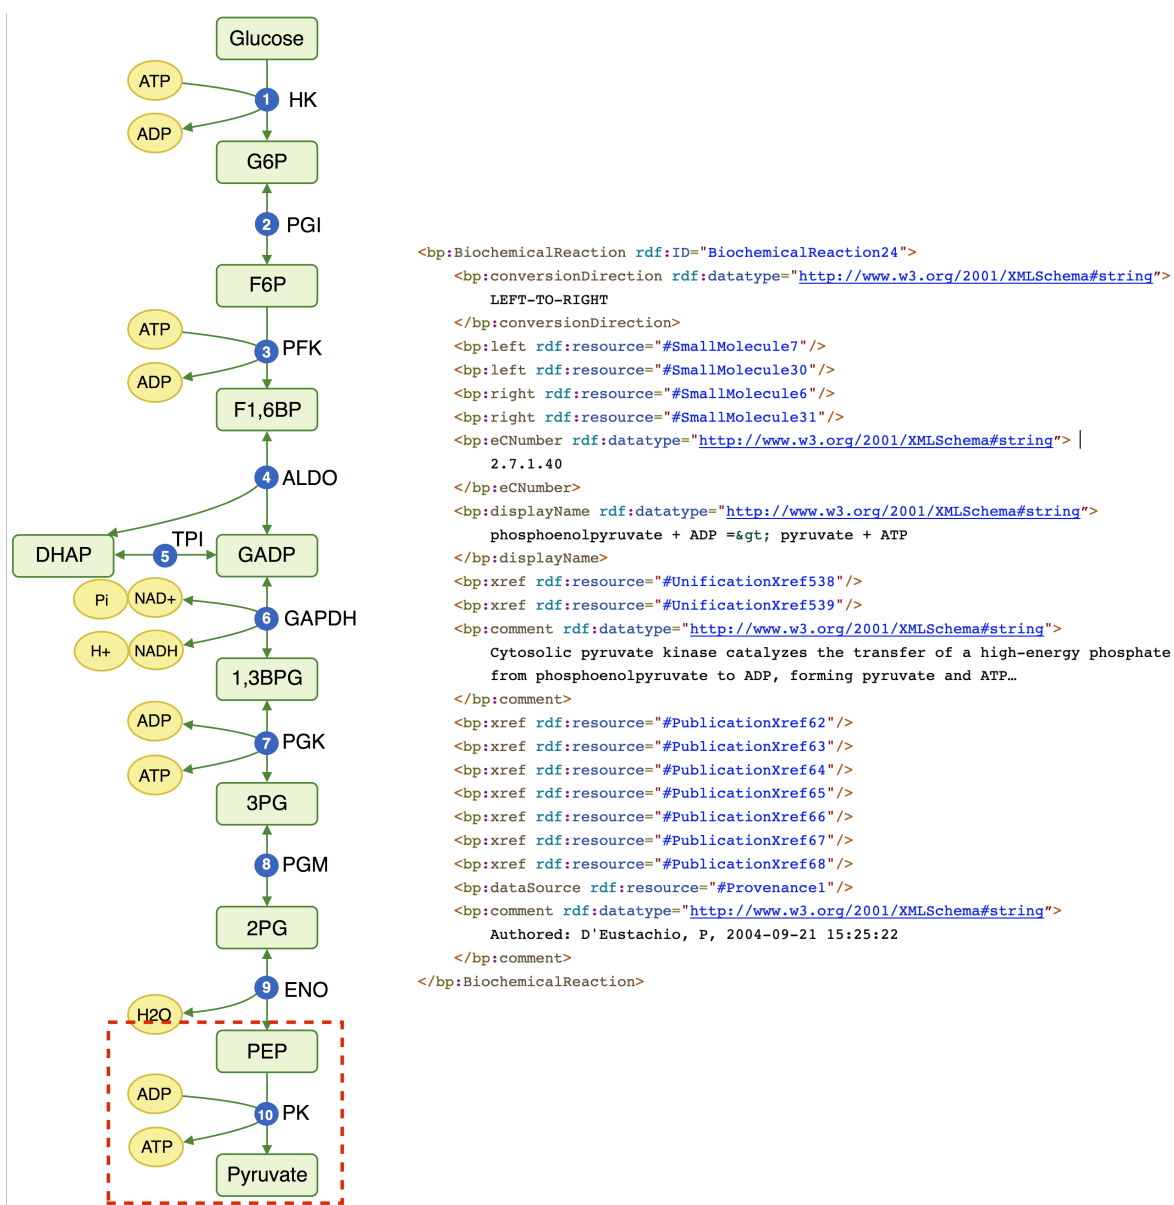 Glucose
ATP
1
HK
ADP
G6P
2
PGI
F6P
ATP
3
PFK
ADP
F1,6BP
4
ALDO
TPI
DHAP
5
GADP
Pi
NAD+
6
GAPDH
H+
NADH
1,3BPG
ADP
7
PGK
ATP
3PG
8
PGM
2PG
9
ENO
H2O
PEP
ADP
10
PK
ATP
Pyruvate
<bp:BiochemicalReaction rdf:ID="BiochemicalReaction24">
<bp:conversionDirection rdf:datatype="http://www.w3.org/2001/XMLSchema#string">
LEFT-TO-RIGHT
</bp:conversionDirection>
<bp:left rdf:resource="#SmallMolecule7"/>
<bp:left rdf:resource="#SmallMolecule30"/>
<bp:right rdf:resource="#SmallMolecule6"/>
<bp:right rdf:resource="#SmallMolecule31"/>
<bp:eCNumber rdf:datatype="http://www.w3.org/2001/XMLSchema#string”>
2.7.1.40
</bp:eCNumber>
<bp:displayName rdf:datatype="http://www.w3.org/2001/XMLSchema#string”>
phosphoenolpyruvate + ADP =&gt; pyruvate + ATP
</bp:displayName>
<bp:xref rdf:resource="#UnificationXref538"/>
<bp:xref rdf:resource="#UnificationXref539"/>
<bp:comment rdf:datatype="http://www.w3.org/2001/XMLSchema#string">
Cytosolic pyruvate kinase catalyzes the transfer of a high-energy phosphate
from phosphoenolpyruvate to ADP, forming pyruvate and ATP…
</bp:comment>
<bp:xref rdf:resource="#PublicationXref62"/>
<bp:xref rdf:resource="#PublicationXref63"/>
<bp:xref rdf:resource="#PublicationXref64"/>
<bp:xref rdf:resource="#PublicationXref65"/>
<bp:xref rdf:resource="#PublicationXref66"/>
<bp:xref rdf:resource="#PublicationXref67"/>
<bp:xref rdf:resource="#PublicationXref68"/>
<bp:dataSource rdf:resource="#Provenance1"/>
<bp:comment rdf:datatype="http://www.w3.org/2001/XMLSchema#string”>
Authored: D'Eustachio, P, 2004-09-21 15:25:22
</bp:comment>
</bp:BiochemicalReaction>